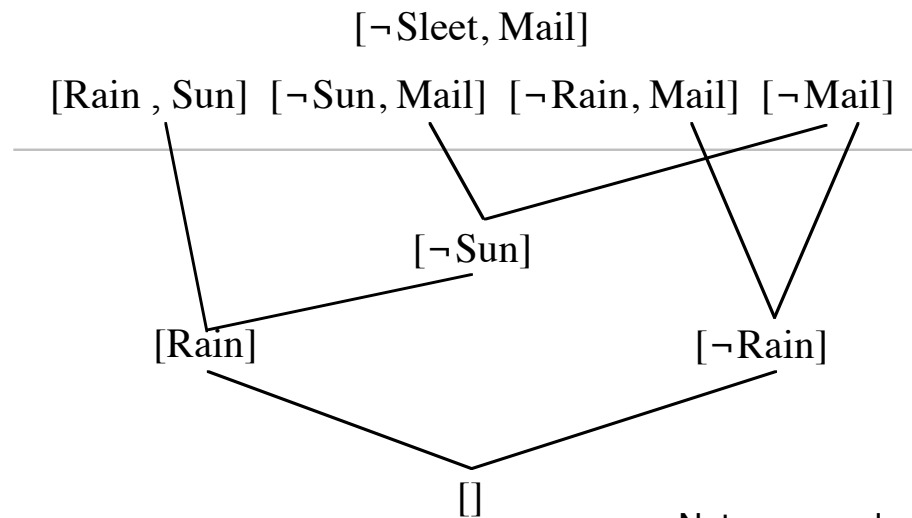 [¬Sleet, Mail]
[Rain , Sun] [¬Sun, Mail] [¬Rain, Mail] [¬Mail]
[¬Sun]
[Rain] [¬Rain]
[]